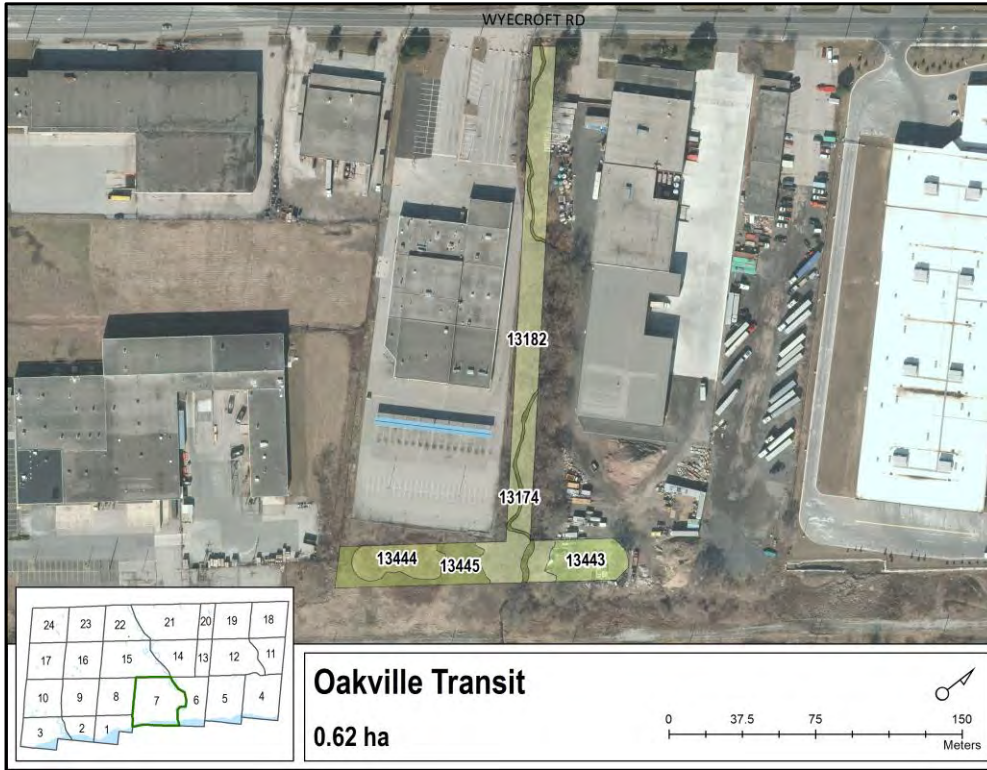 WYECROFT RD
13182
13174
13444
13445
13443
24 23 22 21 20 19 18
17 16 15 14 13 12 11
10 9 8 7 6 5 4
3 2 1
Oakville Transit
0.62 ha
0 37.5 75 150
Meters